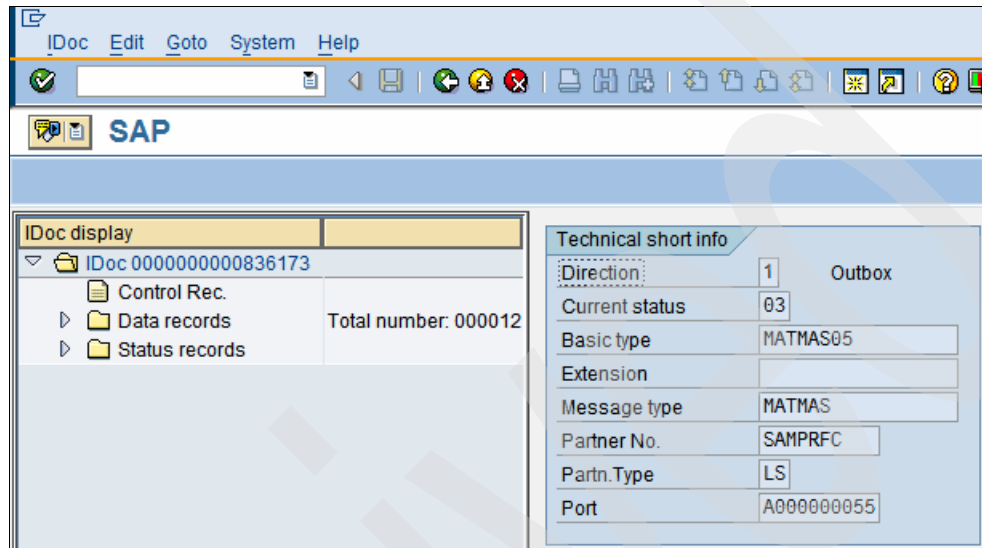 IDoc Edit Goto System Help
SAP
IDoc display
IDoc 0000000000836173
Control Rec.
Data records Total number: 000012
Status records
Technical short info
Direction 1 Outbox
Current status 03
Basic type MATMAS05
Extension
Message type MATMAS
Partner No. SAMPRFC
Partn.Type LS
Port A000000055